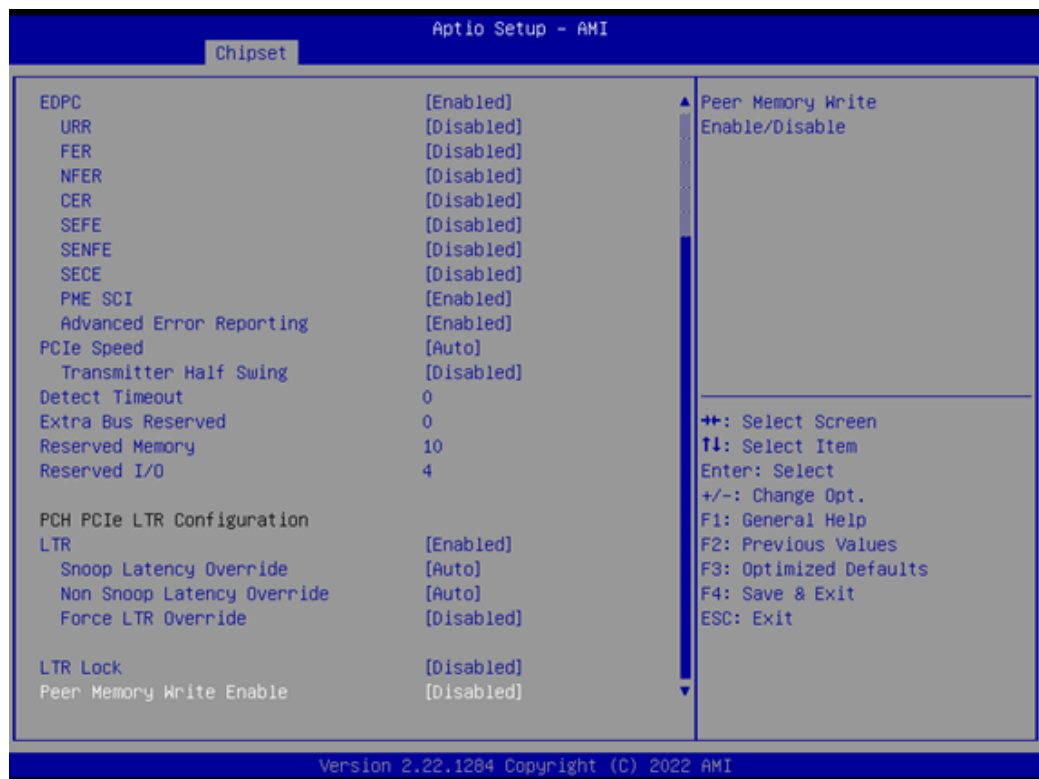 Aptio Setup – AMI
Chipset
EDPC [Enabled]
URR [Disabled]
FER [Disabled]
NFER [Disabled]
CER [Disabled]
SEFE [Disabled]
SENFE [Disabled]
SECE [Disabled]
PME SCI [Enabled]
Advanced Error Reporting [Enabled]
PCIe Speed [Auto]
Transmitter Half Swing [Disabled]
Detect Timeout 0
Extra Bus Reserved 0
Reserved Memory 10
Reserved I/O 4
PCH PCIe LTR Configuration
LTR [Enabled]
Snoop Latency Override [Auto]
Non Snoop Latency Override [Auto]
Force LTR Override [Disabled]
LTR Lock [Disabled]
Peer Memory Write Enable [Disabled]
Peer Memory Write
Enable/Disable
→←: Select Screen
↑↓: Select Item
Enter: Select
+/-: Change Opt.
F1: General Help
F2: Previous Values
F3: Optimized Defaults
F4: Save & Exit
ESC: Exit
Version 2.22.1284 Copyright (C) 2022 AMI